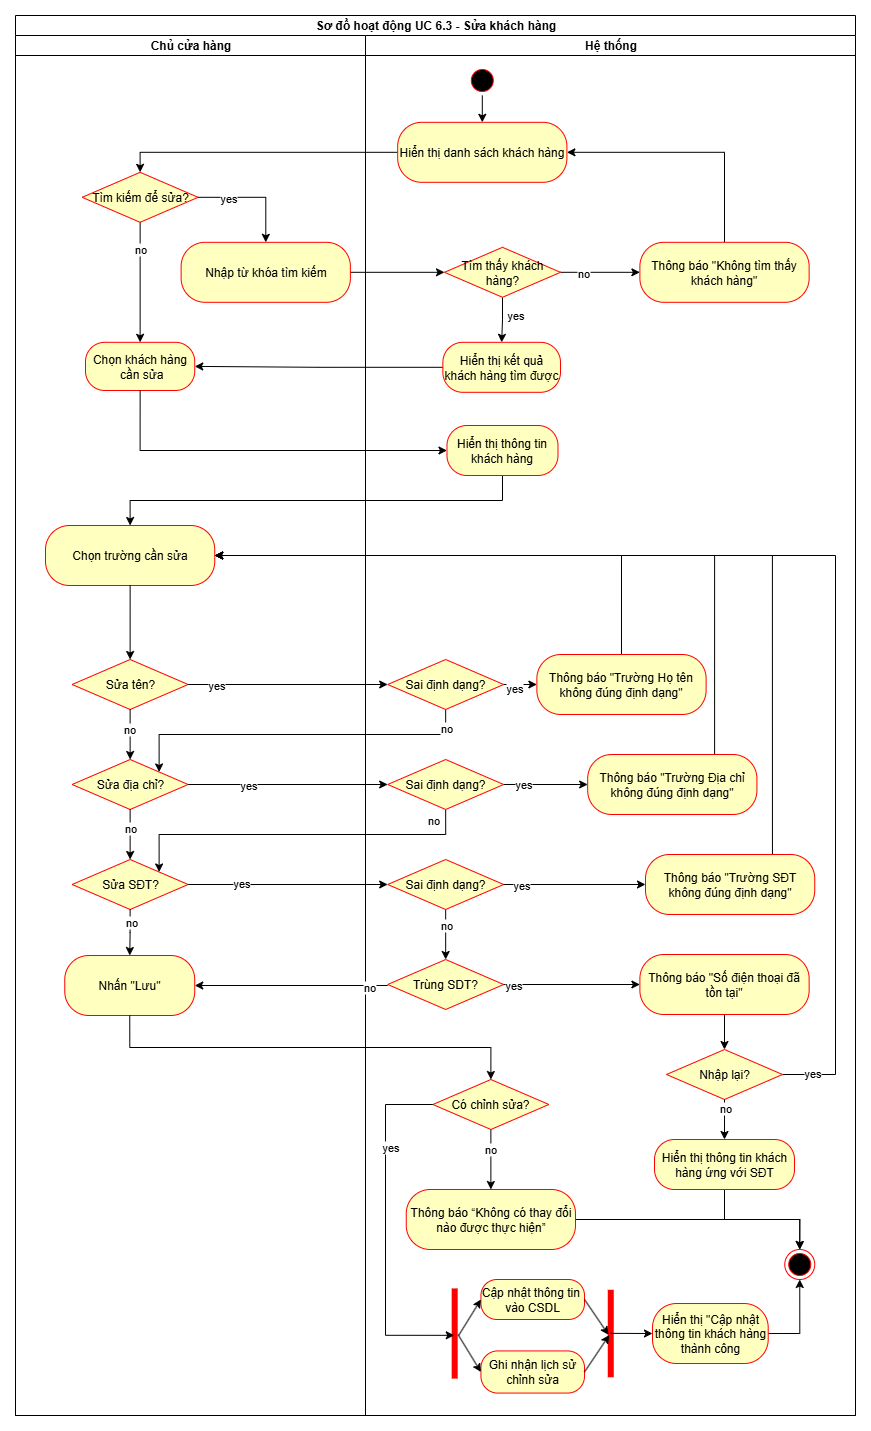 Sơ đồ hoạt động UC 6.3 - Sửa khách hàng
Chủ cửa hàng
Hệ thống
Hiển thị danh sách khách hàng
Tìm kiếm để sửa?
yes
no
Nhập từ khóa tìm kiếm
Tìm thấy khách
hàng?
no
Thông báo "Không tìm thấy
khách hàng"
yes
Chọn khách hàng
cần sửa
Hiển thị kết quả
khách hàng tìm được
Hiển thị thông tin
khách hàng
Chọn trường cần sửa
Sửa tên?
yes
Sai định dạng?
yes
Thông báo "Trường Họ tên
không đúng định dạng"
no
no
Sửa địa chỉ?
yes
Sai định dạng?
yes
Thông báo "Trường Địa chỉ
không đúng định dạng"
no
no
Sửa SĐT?
yes
Sai định dạng?
yes
Thông báo "Trường SĐT
không đúng định dạng"
no
no
Nhấn "Lưu"
no
Trùng SDT?
yes
Thông báo "Số điện thoại đã
tồn tại"
Nhập lại?
yes
no
Có chỉnh sửa?
yes
no
Hiển thị thông tin khách
hàng ứng với SĐT
Thông báo “Không có thay đổi
nào được thực hiện”
Cập nhật thông tin
vào CSDL
Ghi nhận lịch sử
chỉnh sửa
Hiển thị "Cập nhật
thông tin khách hàng
thành công